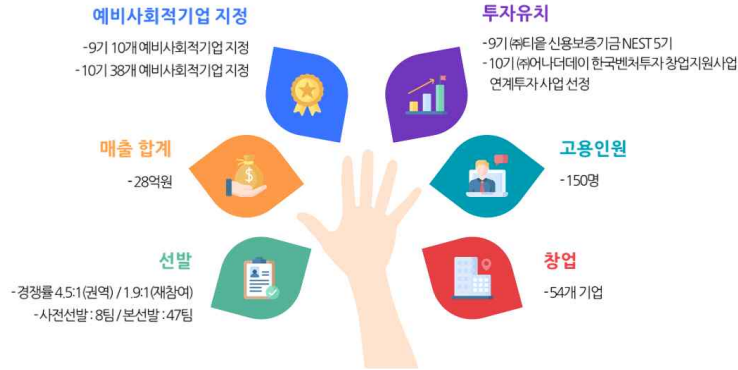 예비사회적기업 지정
- 9기 10개 예비사회적기업 지정
- 10기 38개 예비사회적기업 지정
투자유치
- 9기 ㈜티읕 신용보증기금 NEST 5기
- 10기 ㈜어나더데이 한국벤처투자 창업지원사업
연계투자 사업 선정
매출 합계
- 28억원
고용인원
- 150명
선발
- 경쟁률 4.5:1(권역) / 1.9:1(재참여)
- 사전선발 : 8팀 / 본선발 : 47팀
창업
- 54개 기업